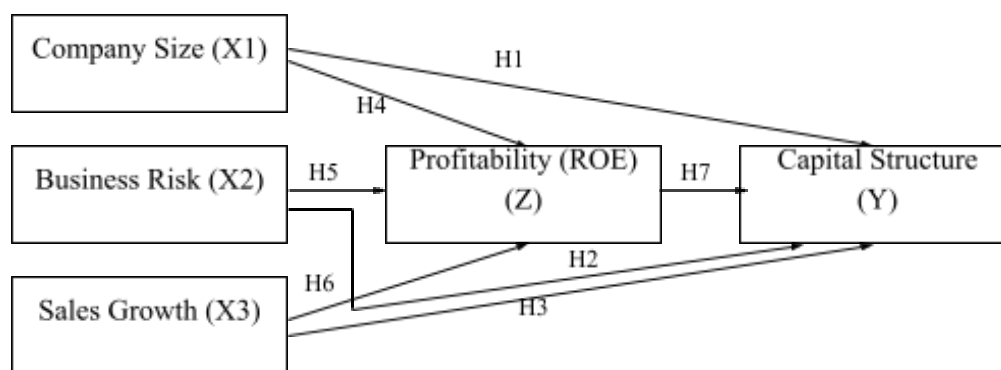 Company Size (X1)
H1
H4
Business Risk (X2)
H5
Profitability (ROE)
(Z)
H7
Capital Structure
(Y)
H6
H2
Sales Growth (X3)
H3